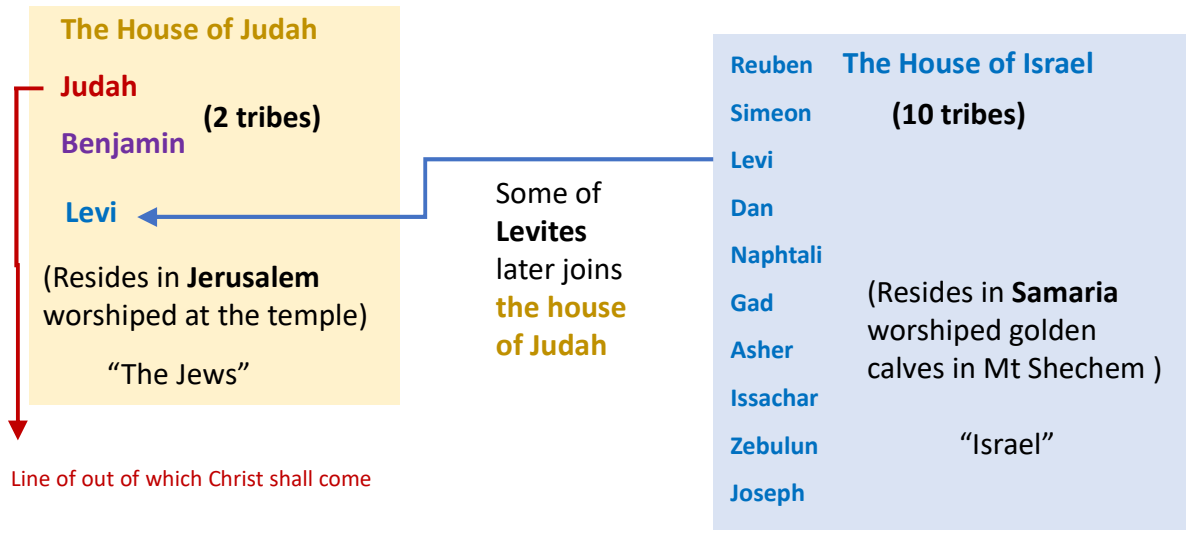 The House of Judah
Judah
(2 tribes)
Benjamin
Levi
(Resides in Jerusalem
worshiped at the temple)
“The Jews”
Line of out of which Christ shall come
Some of
Levites
later joins
the house
of Judah
The House of Israel
(10 tribes)
Reuben
Simeon
Levi
Dan
Naphtali
Gad
Asher
Issachar
Zebulun
Joseph
(Resides in Samaria
worshiped golden
calves in Mt Shechem )
“Israel”